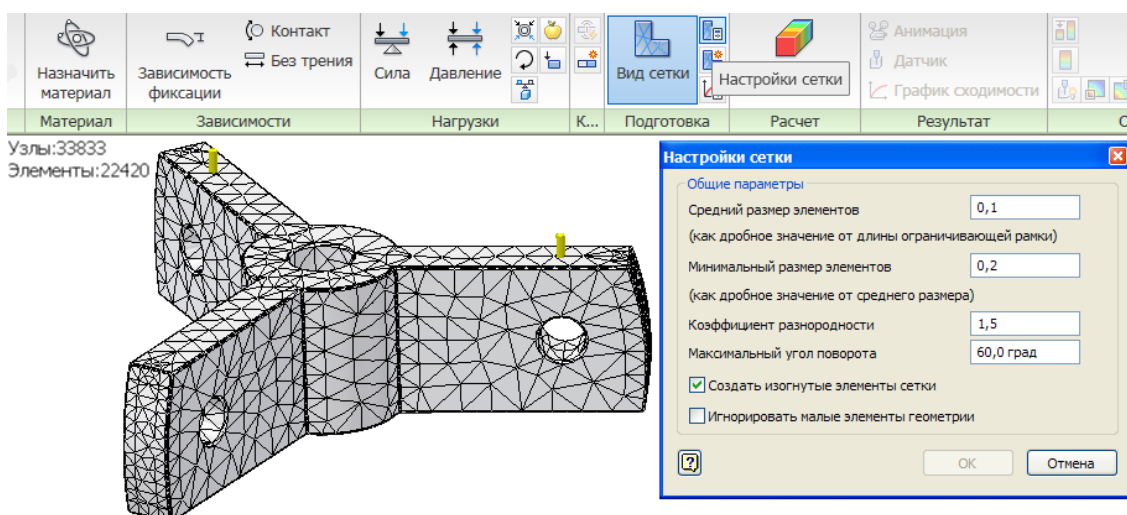 Назначить
материал
Зависимость
фиксации
Контакт
Без трения
Сила
Давление
Вид сетки
Настройки сетки
Анимация
Датчик
График сходимости
Материал
Зависимости
Нагрузки
К...
Подготовка
Расчет
Результат
Узлы:33833
Элементы:22420
Настройки сетки
Общие параметры
Средний размер элементов 0,1
(как дробное значение от длины ограничивающей рамки)
Минимальный размер элементов 0,2
(как дробное значение от среднего размера)
Коэффициент разнородности 1,5
Максимальный угол поворота 60,0 град
Создать изогнутые элементы сетки
Игнорировать малые элементы геометрии
OK
Отмена